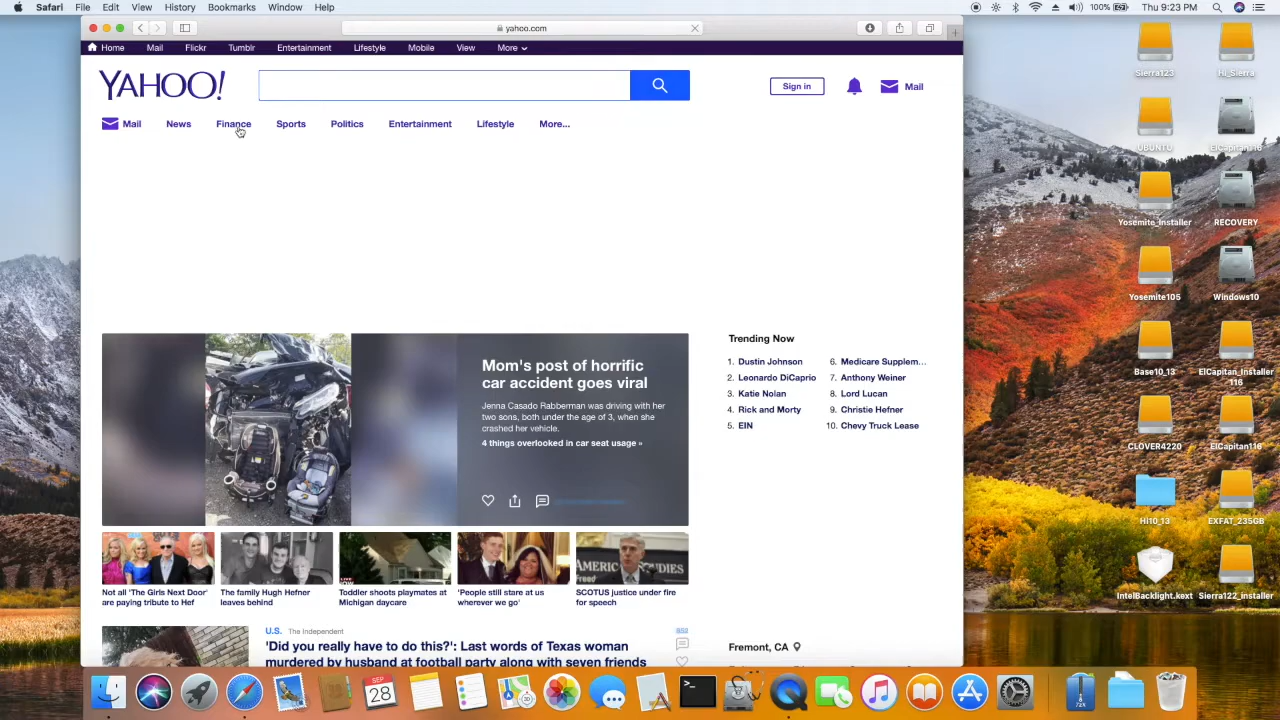 Safari File Edit View History Bookmarks Window Help
100% Thu 9:23 PM
yahoo.com
Home Mail Flickr Tumblr Entertainment Lifestyle Mobile View More
YAHOO!
Sign in
Mail
Mail News Finance Sports Politics Entertainment Lifestyle More...
Mom's post of horrific
car accident goes viral
Jenna Casado Rabberman was driving with her
two sons, both under the age of 3, when she
crashed her vehicle.
4 things overlooked in car seat usage »
Trending Now
1. Dustin Johnson
2. Leonardo DiCaprio
3. Katie Nolan
4. Rick and Morty
5. EIN
6. Medicare Supplem...
7. Anthony Weiner
8. Lord Lucan
9. Christie Hefner
10. Chevy Truck Lease
Not all 'The Girls Next Door'
are paying tribute to Hef
The family Hugh Hefner
leaves behind
LIVE
NOW
Toddler shoots playmates at
Michigan daycare
'People still stare at us
wherever we go'
AMERIC UDIES
SCOTUS justice under fire
for speech
U.S. The Independent
'Did you really have to do this?': Last words of Texas woman
murdered by husband at football party along with seven friends
Fremont, CA
Sierra123
Hi_Sierra
UBUNTU
ElCapitan116
Yosemite_Installer
RECOVERY
Yosemite105
Windows10
Base10_13
ElCapitan_Installer
116
CLOVER4220
ElCapitan116
Hi10_13
EXFAT_235GB
IntelBacklight.kext
Sierra122_installer
SEP
28